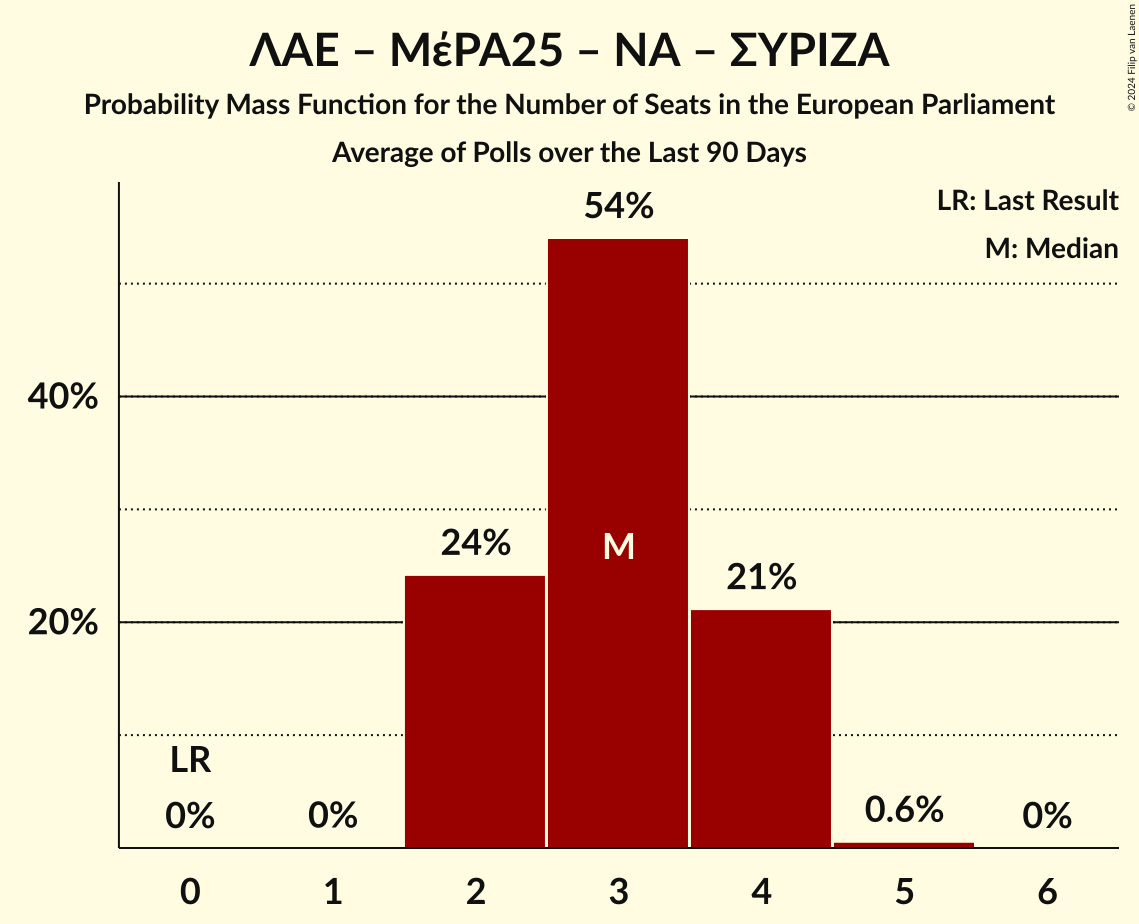 ΛΑΕ – ΜέΡΑ25 – ΝΑ – ΣΥΡΙΖΑ
Probability Mass Function for the Number of Seats in the European Parliament
Average of Polls over the Last 90 Days
© 2024 Filip van Laenen
LR: Last Result
M: Median
54%
40%
24%
M
21%
20%
LR
0%
0%
0.6%
0%
0 1 2 3 4 5 6